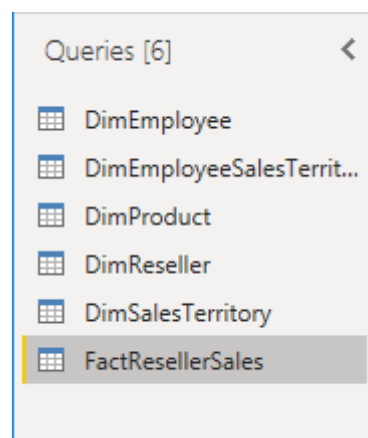 Queries [6]
DimEmployee
DimEmployeeSalesTerrit...
DimProduct
DimReseller
DimSalesTerritory
FactResellerSales